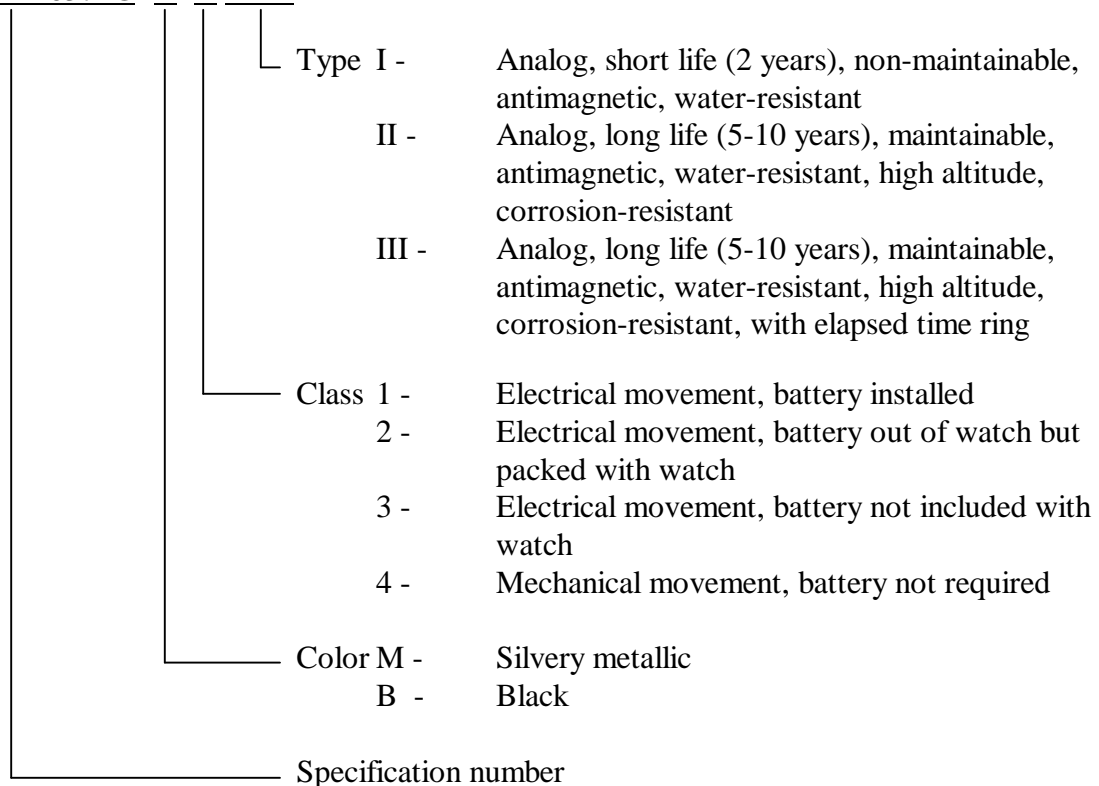 Type I - Analog, short life (2 years), non-maintainable,
antimagnetic, water-resistant
II - Analog, long life (5-10 years), maintainable,
antimagnetic, water-resistant, high altitude,
corrosion-resistant
III - Analog, long life (5-10 years), maintainable,
antimagnetic, water-resistant, high altitude,
corrosion-resistant, with elapsed time ring
Class 1 - Electrical movement, battery installed
2 - Electrical movement, battery out of watch but
packed with watch
3 - Electrical movement, battery not included with
watch
4 - Mechanical movement, battery not required
Color M - Silvery metallic
B - Black
Specification number